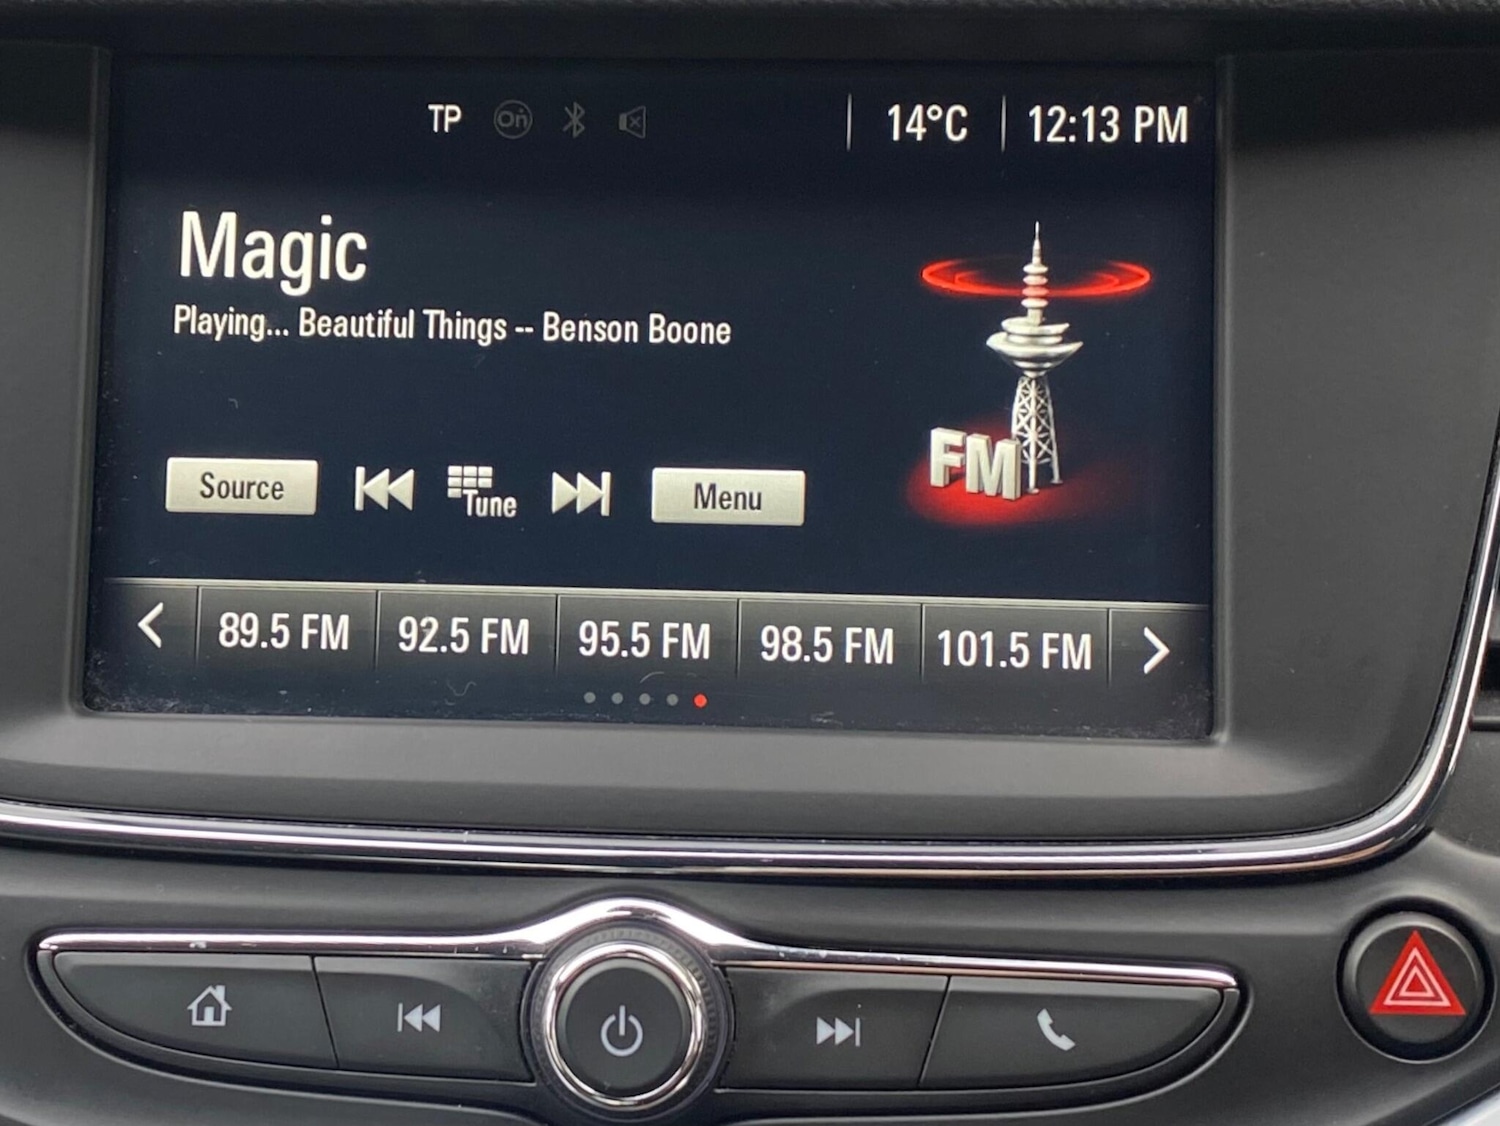 TP On 14°C 12:13 PM
Magic
Playing... Beautiful Things -- Benson Boone
FM
Source Tune Menu
89.5 FM 92.5 FM 95.5 FM 98.5 FM 101.5 FM